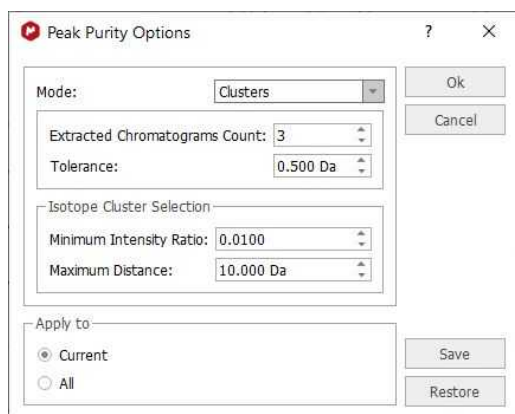 Peak Purity Options ? X
Mode: Clusters
Ok
Cancel
Extracted Chromatograms Count: 3
Tolerance: 0.500 Da
Isotope Cluster Selection
Minimum Intensity Ratio: 0.0100
Maximum Distance: 10.000 Da
Apply to
Current
All
Save
Restore